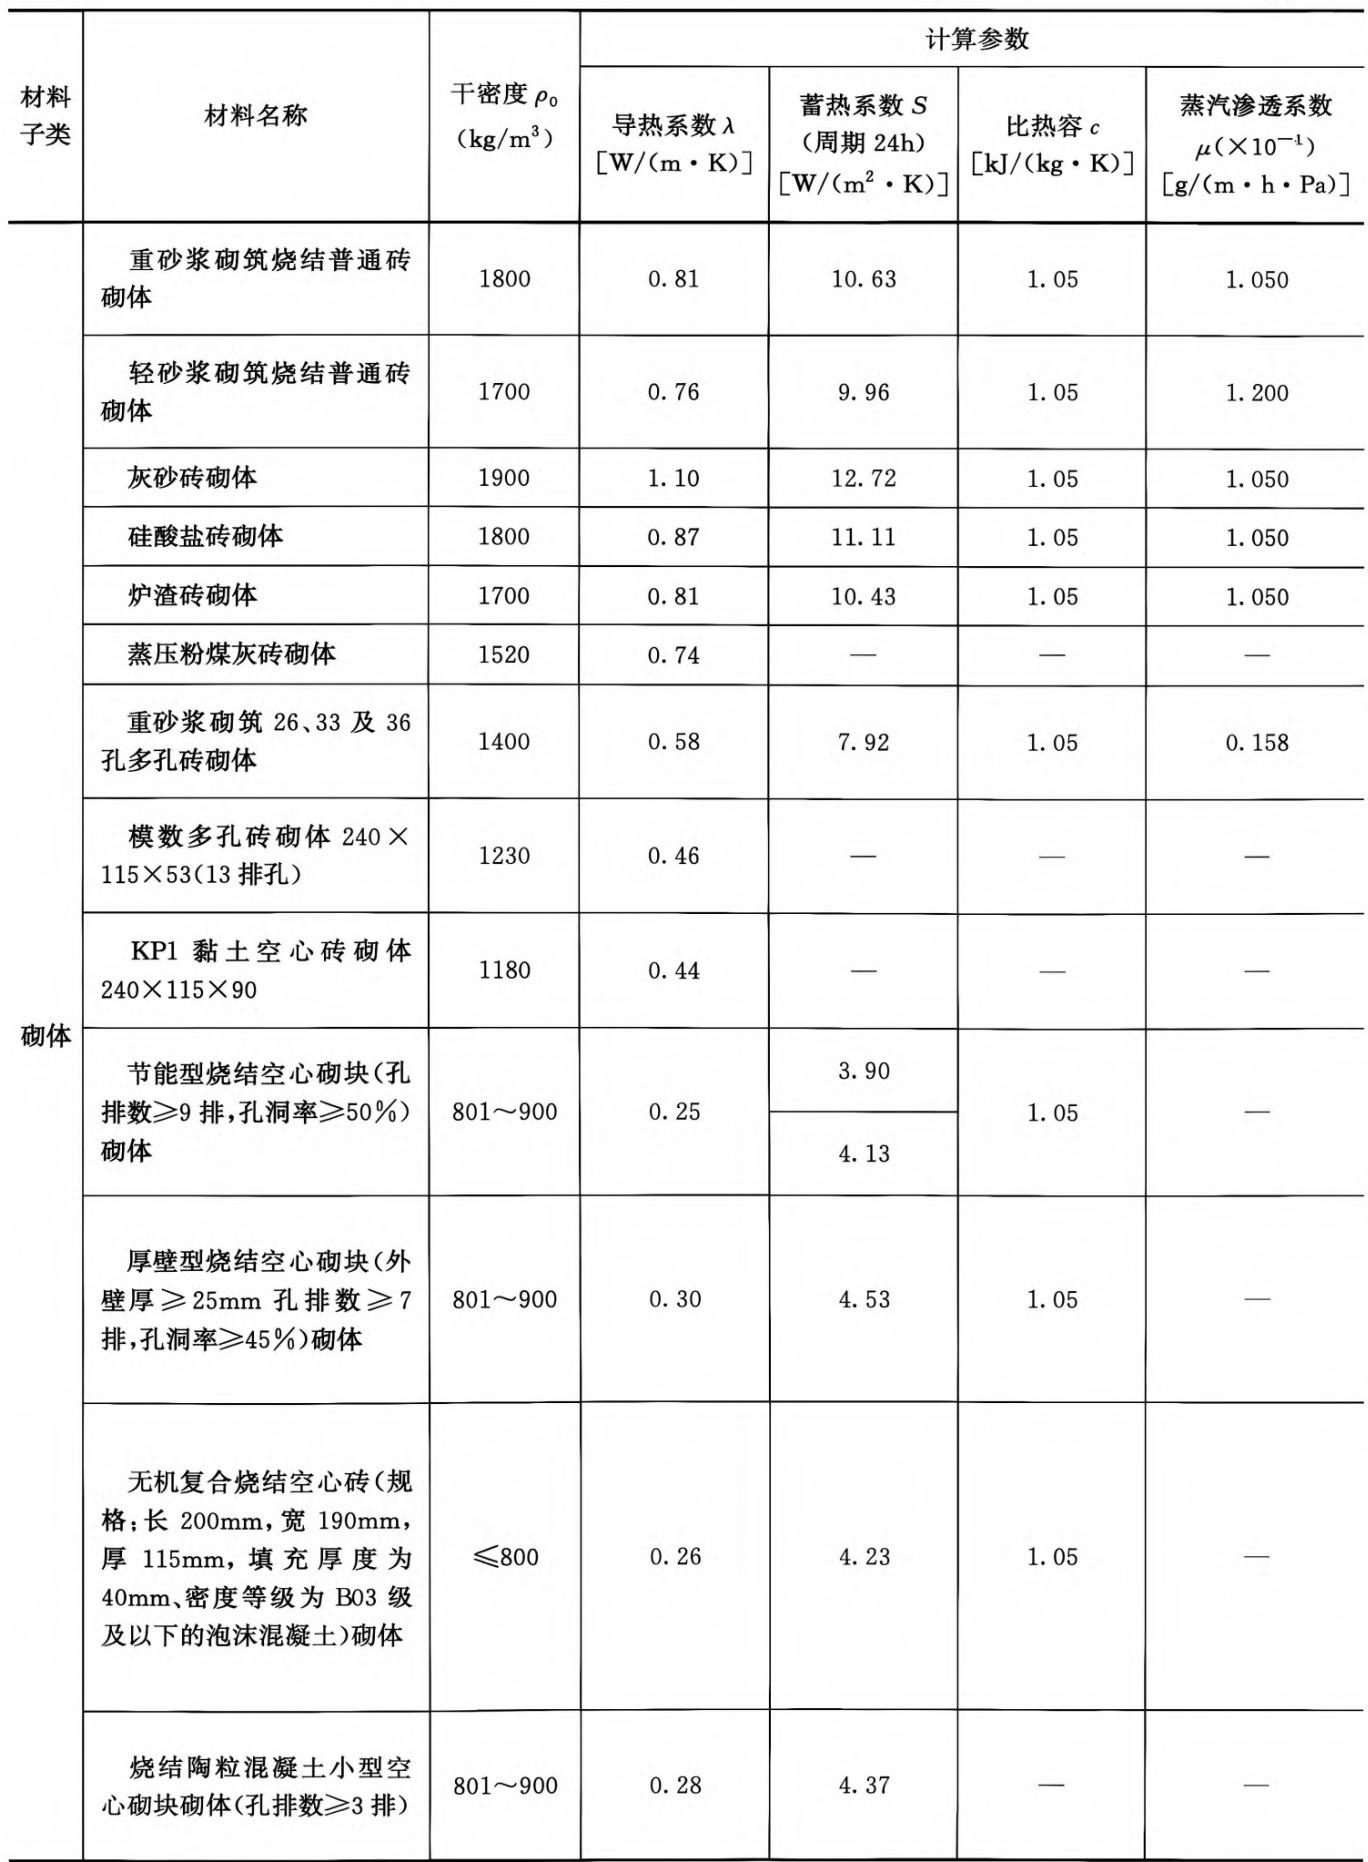 计算参数
材料
子类
材料名称
干密度 ρ₀
(kg/m³)
导热系数 λ
[W/(m·K)]
蓄热系数 S
(周期 24h)
[W/(m²·K)]
比热容 c
[kJ/(kg·K)]
蒸汽渗透系数
μ(×10⁻⁴)
[g/(m·h·Pa)]
砌体
重砂浆砌筑烧结普通砖
砌体
1800 0.81 10.63 1.05 1.050
轻砂浆砌筑烧结普通砖
砌体
1700 0.76 9.96 1.05 1.200
灰砂砖砌体 1900 1.10 12.72 1.05 1.050
硅酸盐砖砌体 1800 0.87 11.11 1.05 1.050
炉渣砖砌体 1700 0.81 10.43 1.05 1.050
蒸压粉煤灰砖砌体 1520 0.74 — — —
重砂浆砌筑 26、33 及 36
孔多孔砖砌体
1400 0.58 7.92 1.05 0.158
模数多孔砖砌体 240×
115×53(13 排孔)
1230 0.46 — — —
KP1 黏土空心砖砌体
240×115×90
1180 0.44 — — —
节能型烧结空心砌块(孔
排数≥9 排,孔洞率≥50%)
砌体
801～900 0.25 3.90 1.05 —
4.13
厚壁型烧结空心砌块(外
壁厚≥25mm 孔排数≥7
排,孔洞率≥45%)砌体
801～900 0.30 4.53 1.05 —
无机复合烧结空心砖(规
格;长 200mm,宽 190mm,
厚 115mm,填充厚度为
40mm、密度等级为 B03 级
及以下的泡沫混凝土)砌体
≤800 0.26 4.23 1.05 —
烧结陶粒混凝土小型空
心砌块砌体(孔排数≥3 排)
801～900 0.28 4.37 — —